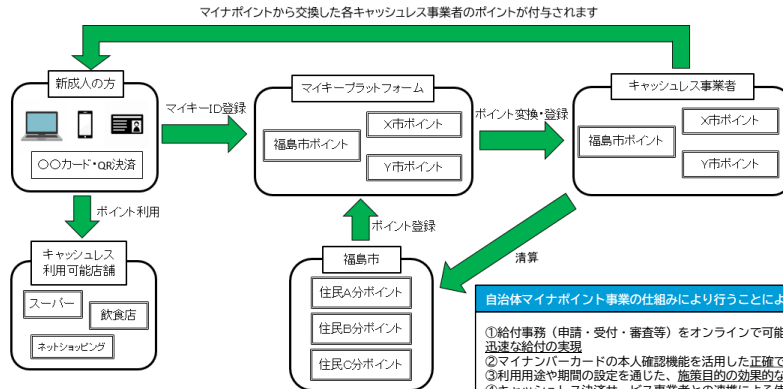 マイナポイントから交換した各キャッシュレス事業者のポイントが付与されます
新成人の方
〇〇カード・QR決済
マイキーID登録
マイキープラットフォーム
福島市ポイント
X市ポイント
Y市ポイント
ポイント変換・登録
キャッシュレス事業者
福島市ポイント
X市ポイント
Y市ポイント
ポイント利用
キャッシュレス
利用可能店舗
スーパー
飲食店
ネットショッピング
ポイント登録
福島市
住民A分ポイント
住民B分ポイント
住民C分ポイント
清算
自治体マイナポイント事業の仕組みにより行うことによ
①給付事務（申請・受付・審査等）をオンラインで可能
迅速な給付の実現
②マイナンバーカードの本人確認機能を活用した正確で
③利用用途や期間の設定を通じた、施策目的の効果的な